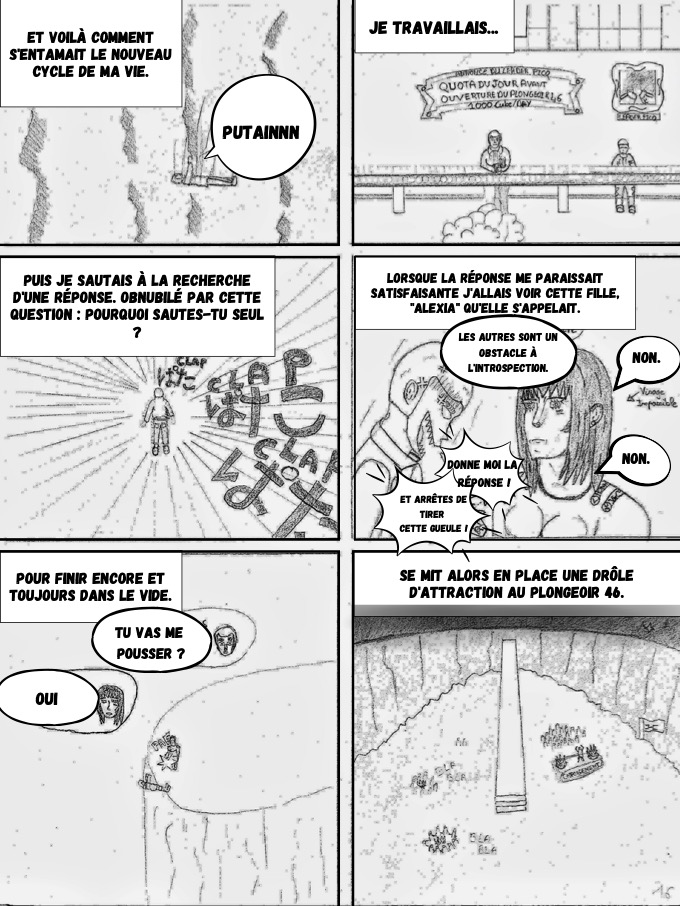 ET VOILÀ COMMENT
S'ENTAMAIT LE NOUVEAU
CYCLE DE MA VIE.
PUTAINNN
JE TRAVAILLAIS...
QUOTA DU JOUR AVANT
OUVERTURE DU PLONGEOIR 46
1000 Cube/DAY
PUIS JE SAUTAIS À LA RECHERCHE
D'UNE RÉPONSE. OBNUBILÉ PAR CETTE
QUESTION : POURQUOI SAUTES-TU SEUL
?
CLAP
CLAP
CLAP
LORSQUE LA RÉPONSE ME PARAISSAIT
SATISFAISANTE J'ALLAIS VOIR CETTE FILLE,
"ALEXIA" QU'ELLE S'APPELAIT.
LES AUTRES SONT UN
OBSTACLE À
L'INTROSPECTION.
NON.
Visage
Impassible
DONNE MOI LA
RÉPONSE !
NON.
ET ARRÊTES DE
TIRER
CETTE GUEULE !
POUR FINIR ENCORE ET
TOUJOURS DANS LE VIDE.
TU VAS ME
POUSSER ?
OUI
SE MIT ALORS EN PLACE UNE DRÔLE
D'ATTRACTION AU PLONGEOIR 46.
BLA
BLA
BLA
BLA
16